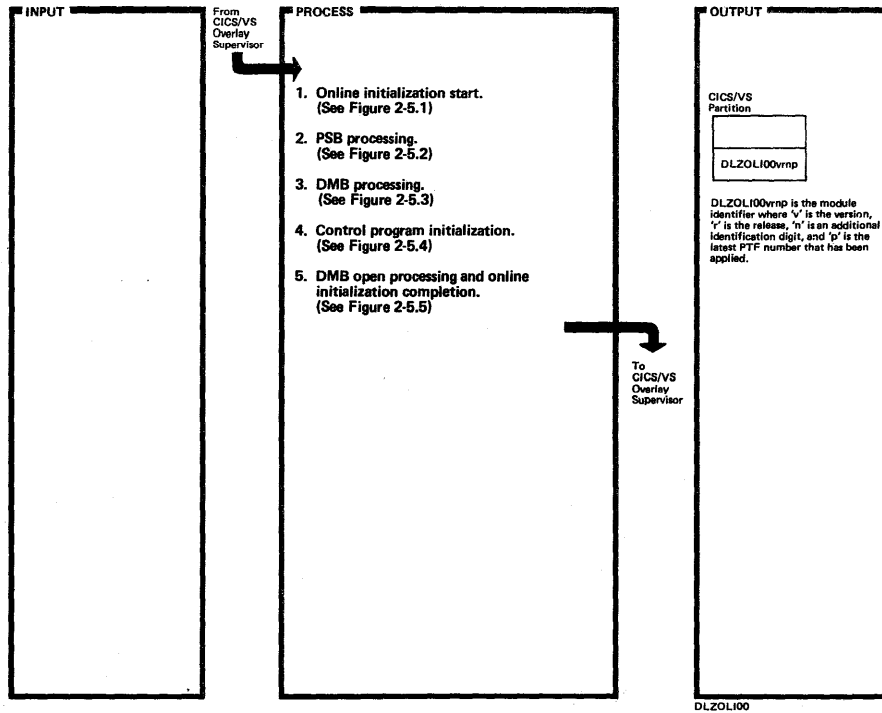 INPUT
From
CICS/VS
Overlay
Supervisor
PROCESS
1. Online initialization start.
(See Figure 2-5.1)
2. PSB processing.
(See Figure 2-5.2)
3. DMB processing.
(See Figure 2-5.3)
4. Control program initialization.
(See Figure 2-5.4)
5. DMB open processing and online
initialization completion.
(See Figure 2-5.5)
To
CICS/VS
Overlay
Supervisor
OUTPUT
CICS/VS
Partition
DLZOLI00vrnp
DLZOLI00vrnp is the module
identifier where 'v' is the version,
'r' is the release, 'n' is an additional
identification digit, and 'p' is the
latest PTF number that has been
applied.
DLZOLI00